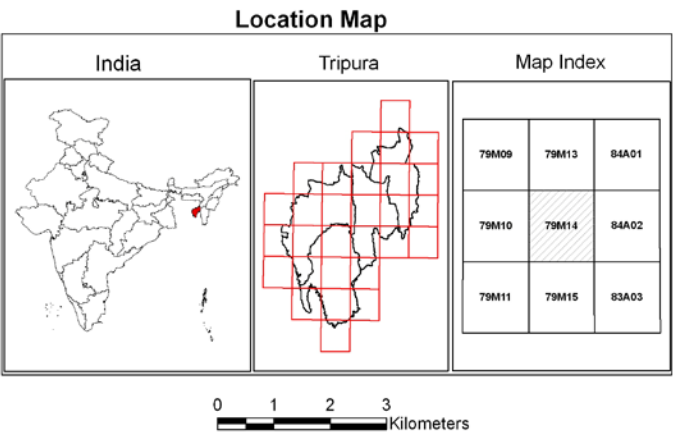 Location Map
India
Tripura
Map Index
79M09 79M13 84A01
79M10 79M14 84A02
79M11 79M15 83A03
0 1 2 3
Kilometers